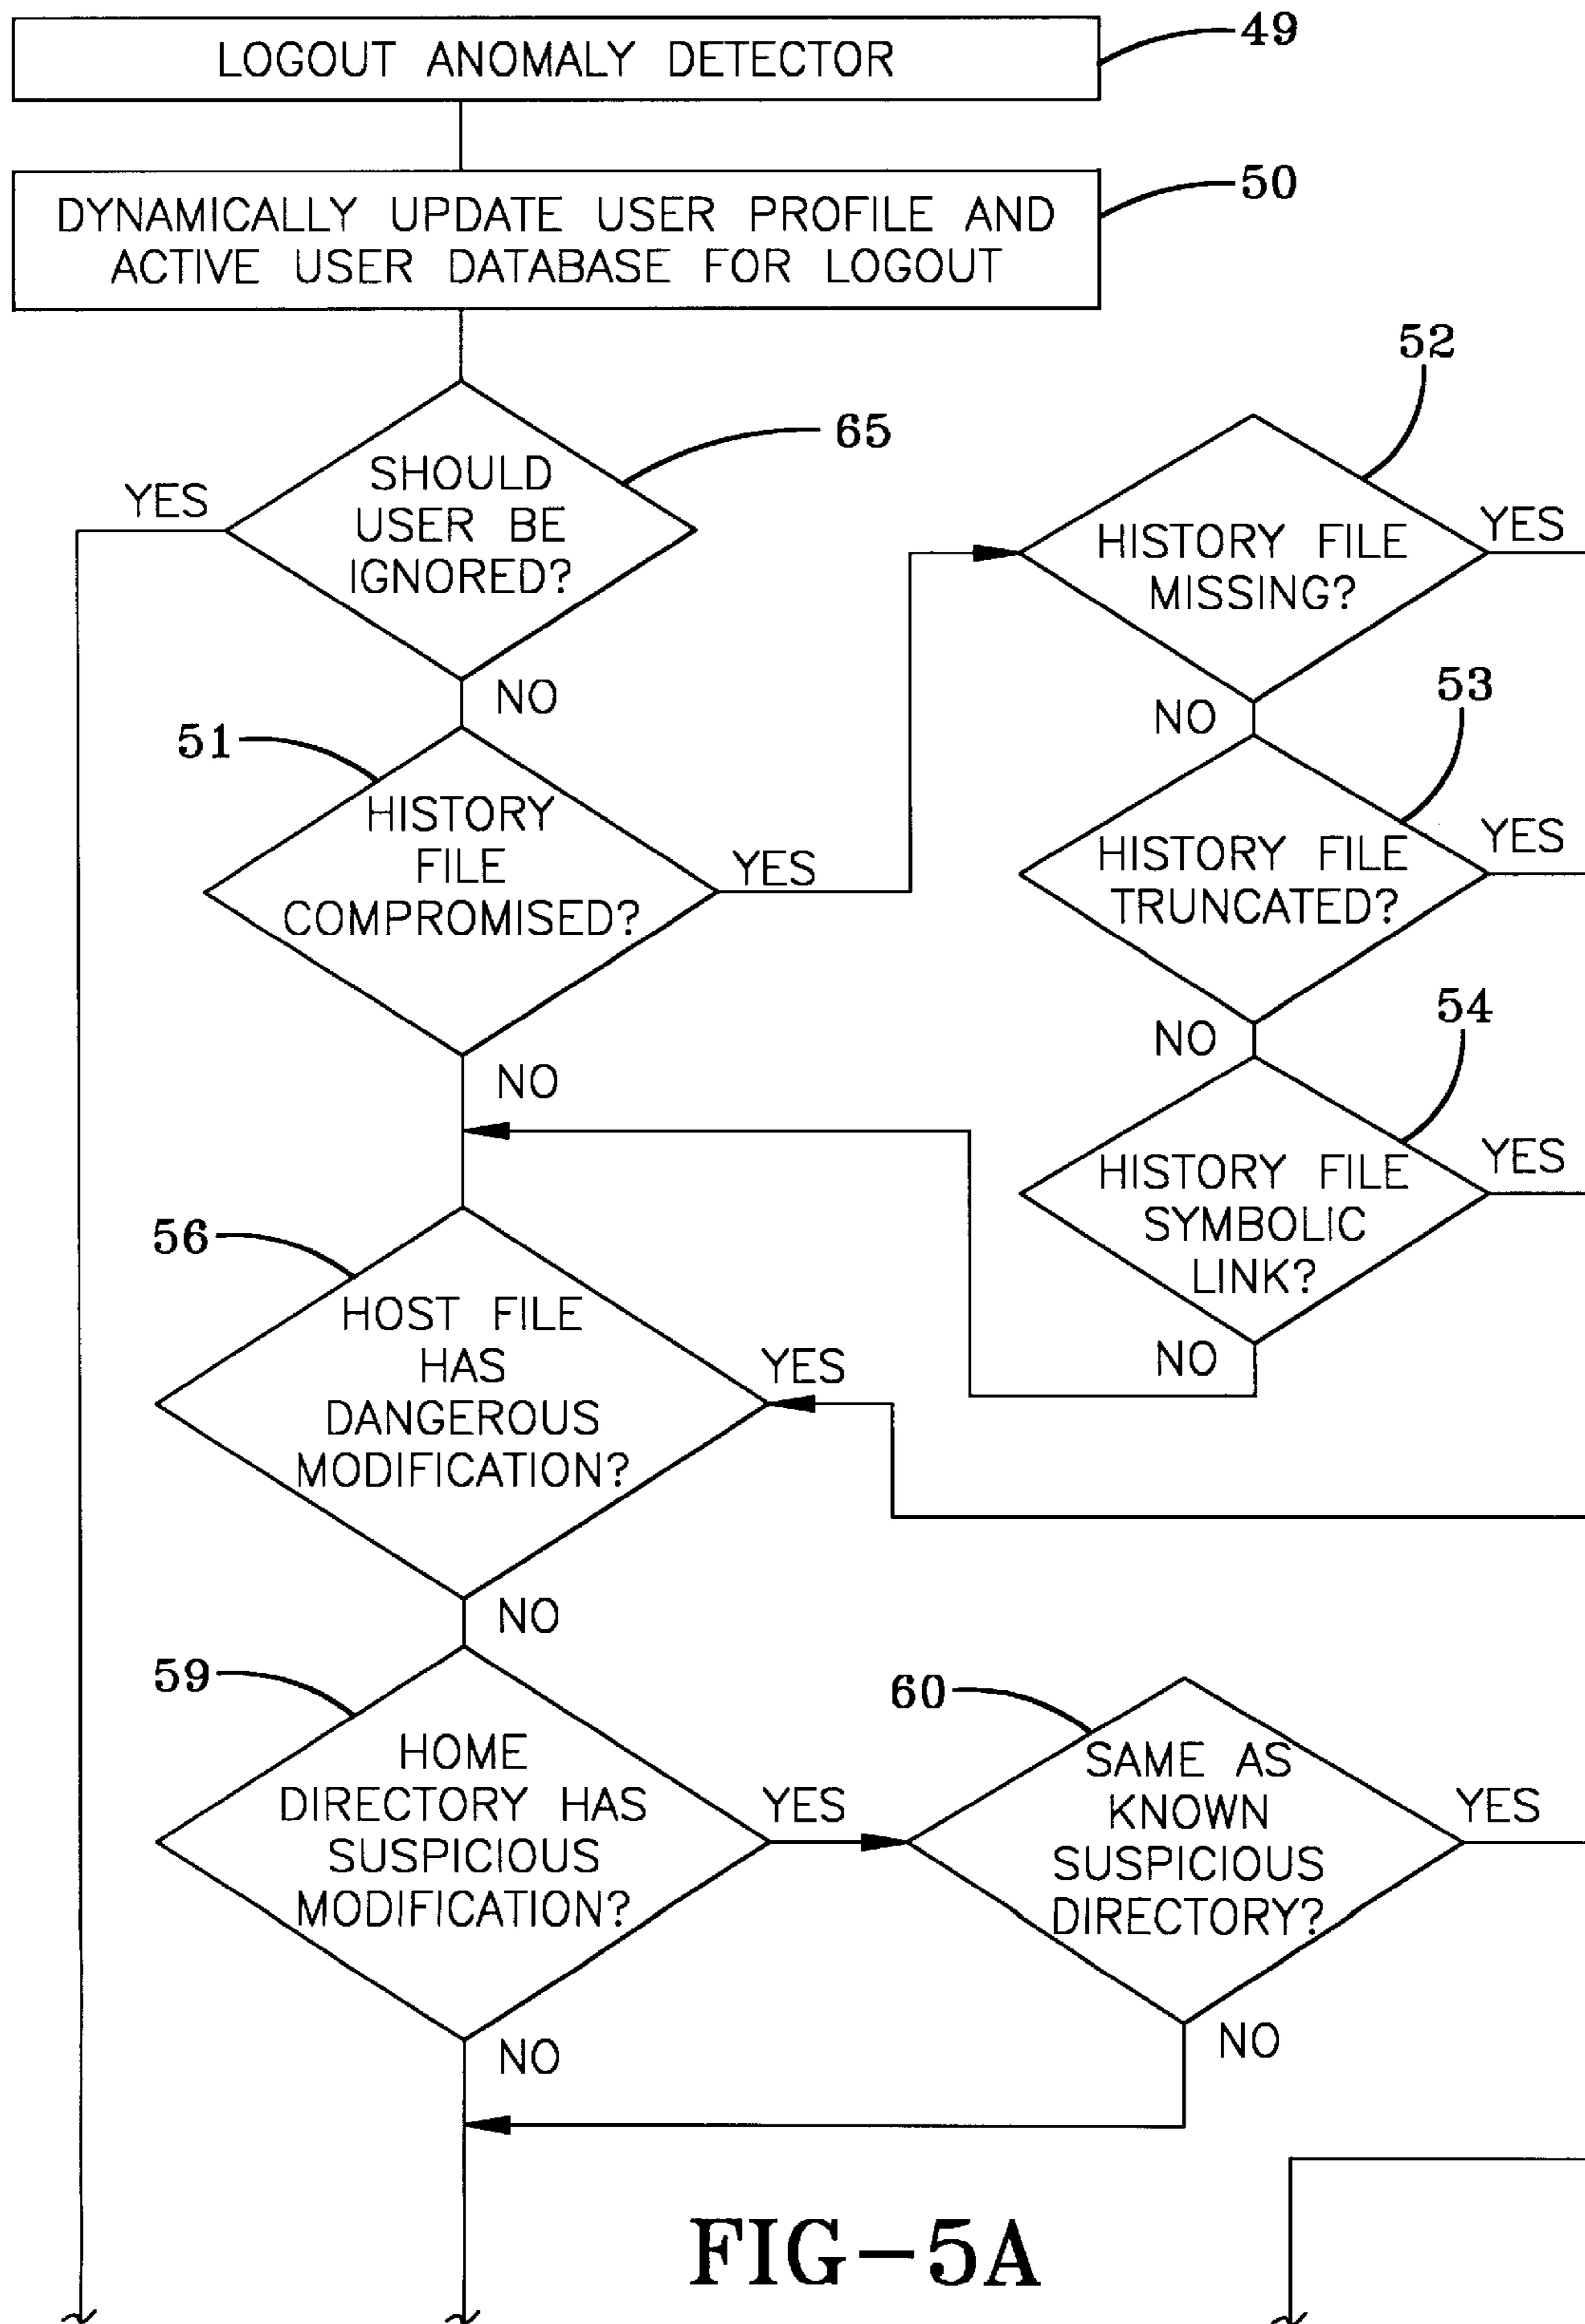 LOGOUT ANOMALY DETECTOR
49
DYNAMICALLY UPDATE USER PROFILE AND
ACTIVE USER DATABASE FOR LOGOUT
50
SHOULD
USER BE
IGNORED?
65
YES
NO
51
HISTORY
FILE
COMPROMISED?
YES
NO
52
HISTORY FILE
MISSING?
YES
NO
53
HISTORY FILE
TRUNCATED?
YES
NO
54
HISTORY FILE
SYMBOLIC
LINK?
YES
NO
56
HOST FILE
HAS
DANGEROUS
MODIFICATION?
YES
NO
59
HOME
DIRECTORY HAS
SUSPICIOUS
MODIFICATION?
YES
NO
60
SAME AS
KNOWN
SUSPICIOUS
DIRECTORY?
YES
NO
FIG-5A